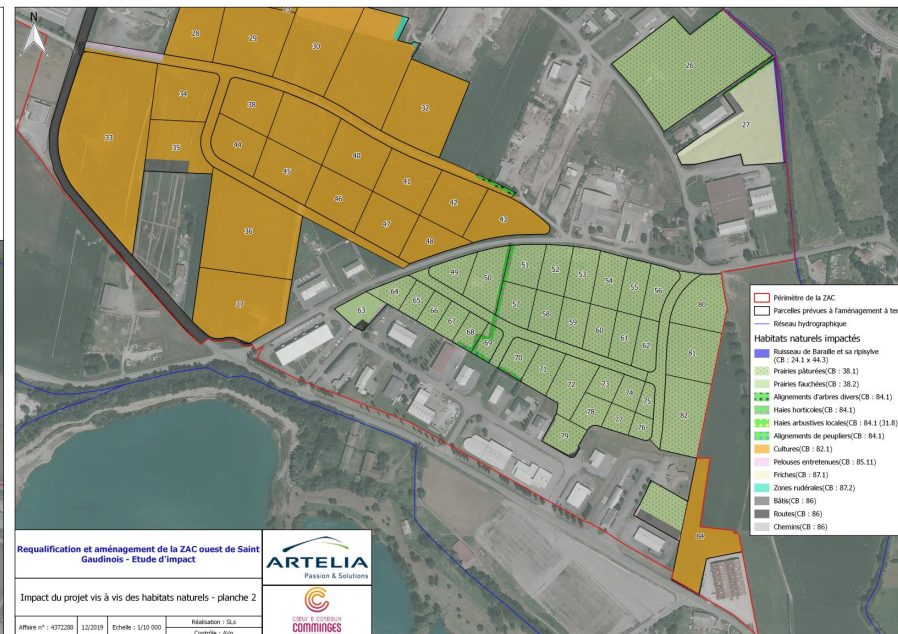 N
28
29
30
32
34
33
35
38
44
40
45
41
46
42
47
43
48
36
37
26
27
49
50
51
52
53
54
55
56
57
58
59
60
61
62
63
64
65
66
67
68
69
70
71
72
73
74
75
76
77
78
79
80
81
82
84
Périmètre de la ZAC
Parcelles prévues à l'aménagement à ter
Réseau hydrographique
Habitats naturels impactés
Ruisseau de Baraille et sa ripisylve
(CB : 24.1 x 44.3)
Prairies pâturées(CB : 38.1)
Prairies fauchées(CB : 38.2)
Alignements d'arbres divers(CB : 84.1)
Haies horticoles(CB : 84.1)
Haies arbustives locales(CB : 84.1 (31.8)
Alignements de peupliers(CB : 84.1)
Cultures(CB : 82.1)
Pelouses entretenues(CB : 85.11)
Friches(CB : 87.1)
Zones rudérales(CB : 87.2)
Bâtis(CB : 86)
Routes(CB : 86)
Chemins(CB : 86)
Requalification et aménagement de la ZAC ouest de Saint
Gaudinois - Etude d'impact
Impact du projet vis à vis des habitats naturels - planche 2
Affaire n° : 4372288
12/2019
Echelle : 1/10 000
Réalisation : SLs
Contrôle : AVn
ARTELIA
Passion & Solutions
CŒUR & COTEAUX
COMMINGES